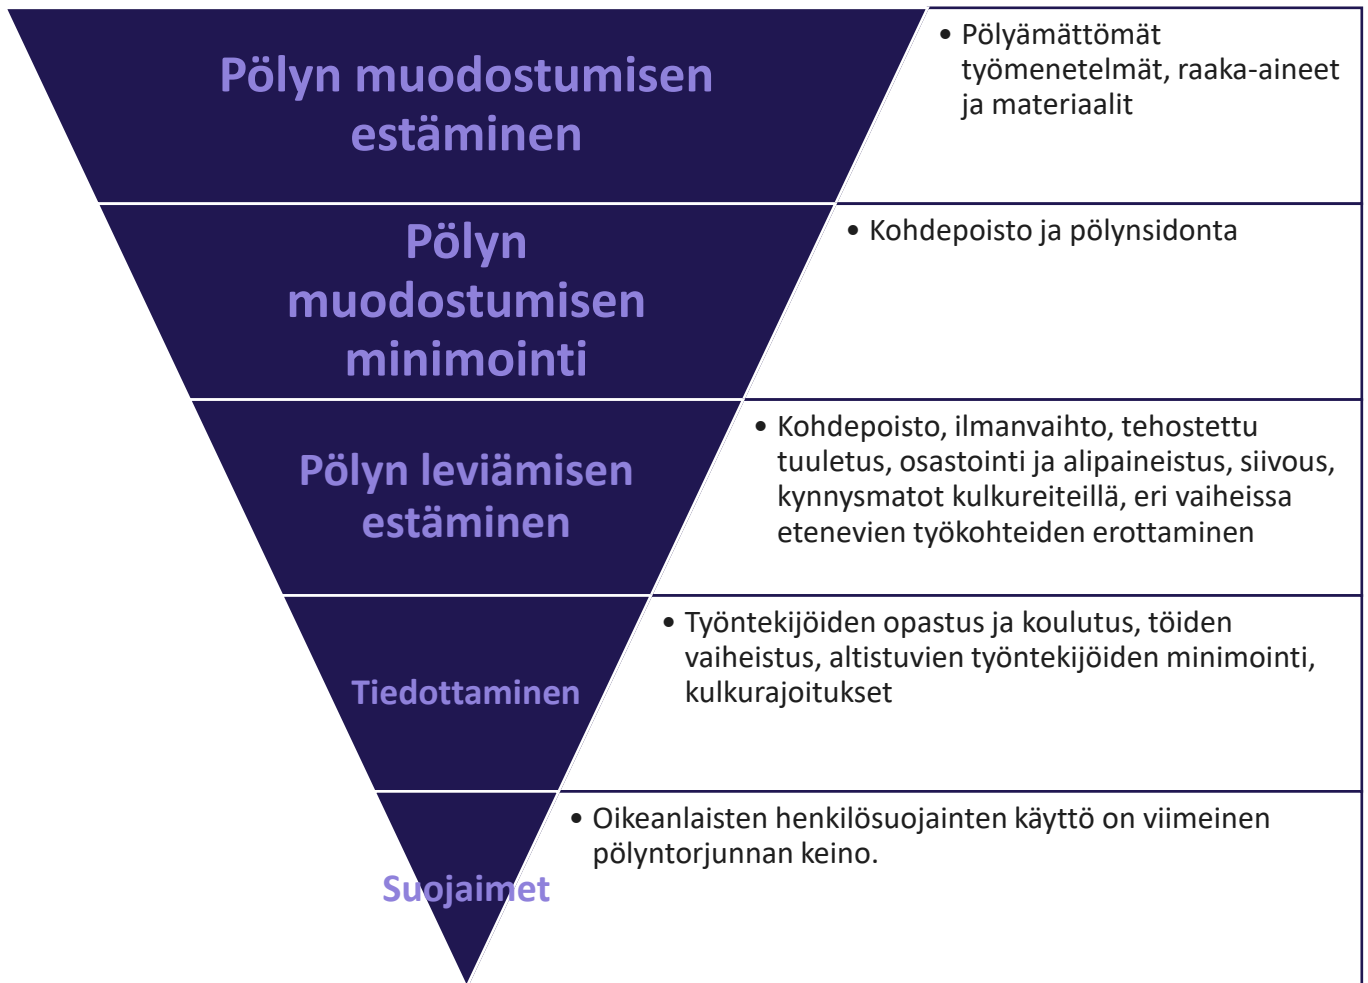 Pölyn muodostumisen
estäminen
• Pölyämättömät
työmenetelmät, raaka-aineet
ja materiaalit
Pölyn
muodostumisen
minimointi
• Kohdepoisto ja pölynsidonta
Pölyn leviämisen
estäminen
• Kohdepoisto, ilmanvaihto, tehostettu
tuuletus, osastointi ja alipaineistus, siivous,
kynnysmatot kulkureiteillä, eri vaiheissa
etenevien työkohteiden erottaminen
Tiedottaminen
• Työntekijöiden opastus ja koulutus, töiden
vaiheistus, altistuvien työntekijöiden minimointi,
kulkurajoitukset
Suojaimet
• Oikeanlaisten henkilösuojainten käyttö on viimeinen
pölyntorjunnan keino.